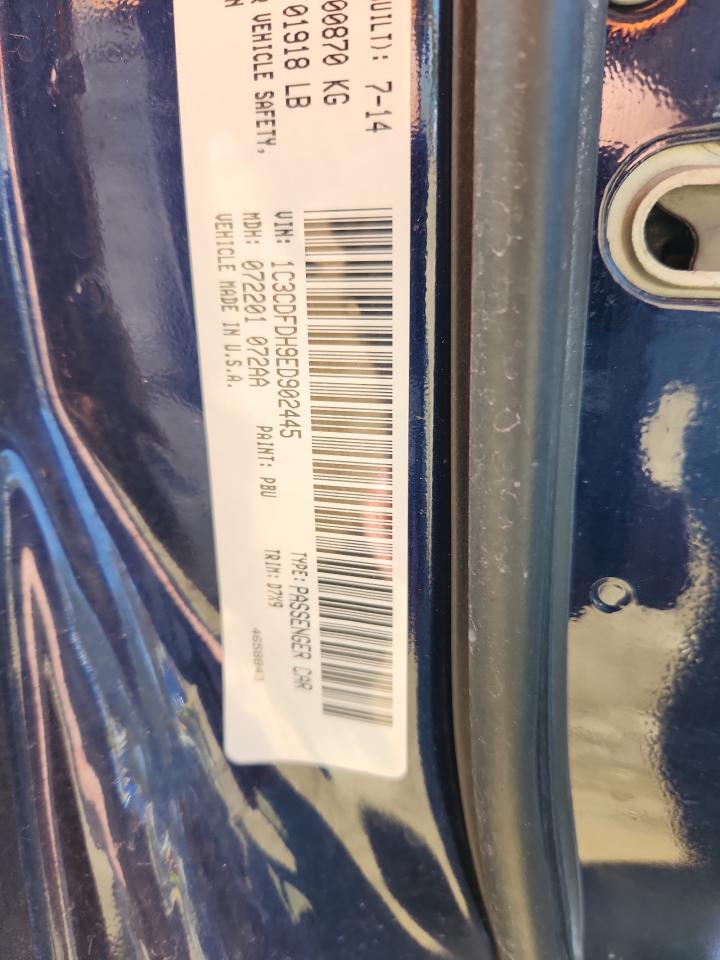 UILT): 7-14
00870 KG
01918 LB
R VEHICLE SAFETY,
N
VIN: 1C3CDFDH9ED902445
TYPE: PASSENGER CAR
MDH: 072201 072AA
PAINT: PBU
TRIM: D7X9
VEHICLE MADE IN U.S.A.
4658843